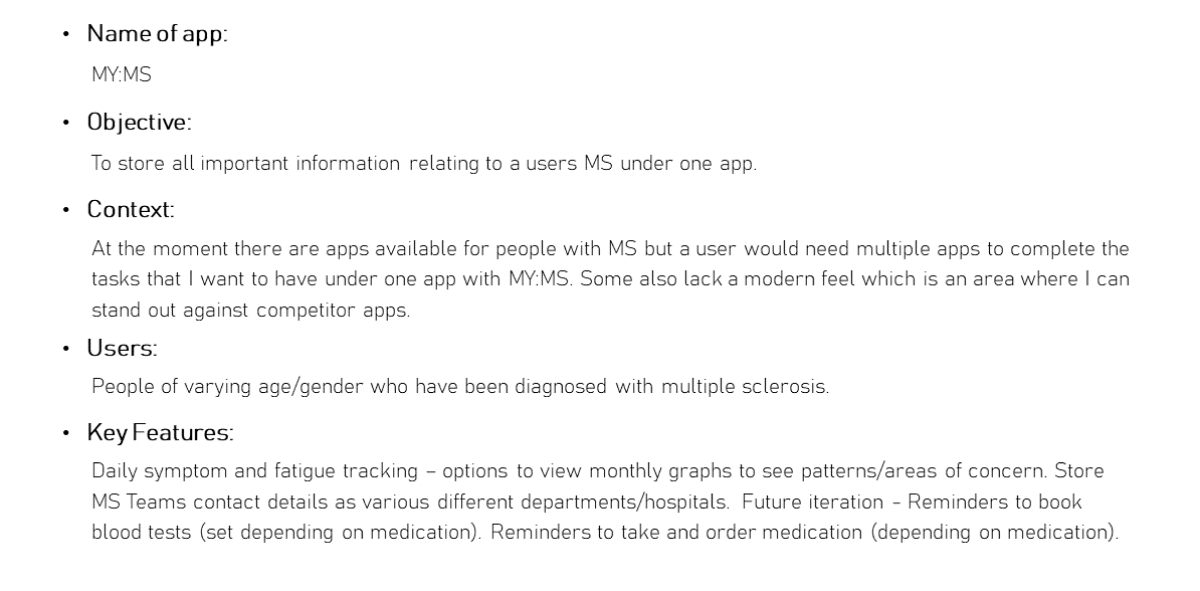 • Name of app:
MY:MS
• Objective:
To store all important information relating to a users MS under one app.
• Context:
At the moment there are apps available for people with MS but a user would need multiple apps to complete the
tasks that I want to have under one app with MY:MS. Some also lack a modern feel which is an area where I can
stand out against competitor apps.
• Users:
People of varying age/gender who have been diagnosed with multiple sclerosis.
• Key Features:
Daily symptom and fatigue tracking – options to view monthly graphs to see patterns/areas of concern. Store
MS Teams contact details as various different departments/hospitals. Future iteration - Reminders to book
blood tests (set depending on medication). Reminders to take and order medication (depending on medication).